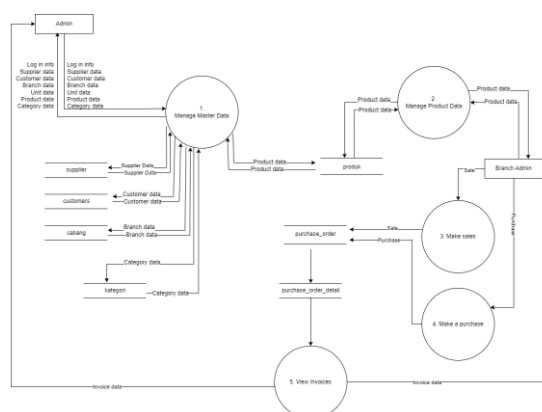 Admin
Log in info
Supplier data
Customer data
Branch data
Unit data
Product data
Category data
Log in info
Supplier data
Customer data
Branch data
Unit data
Product data
Category data
1.
Manage Master Data
2.
Manage Product Data
Product data
Product data
Product data
Product data
Product data
Product data
produk
Branch Admin
Supplier Data
Supplier Data
supplier
Customer data
Customer data
customers
Branch data
Branch data
cabang
Category data
Category data
kategori
Sale
Purchase
3. Make sales
Sale
Purchase
purchase_order
purchase_order_detail
4. Make a purchase
5. View Invoices
Invoice data
Invoice data